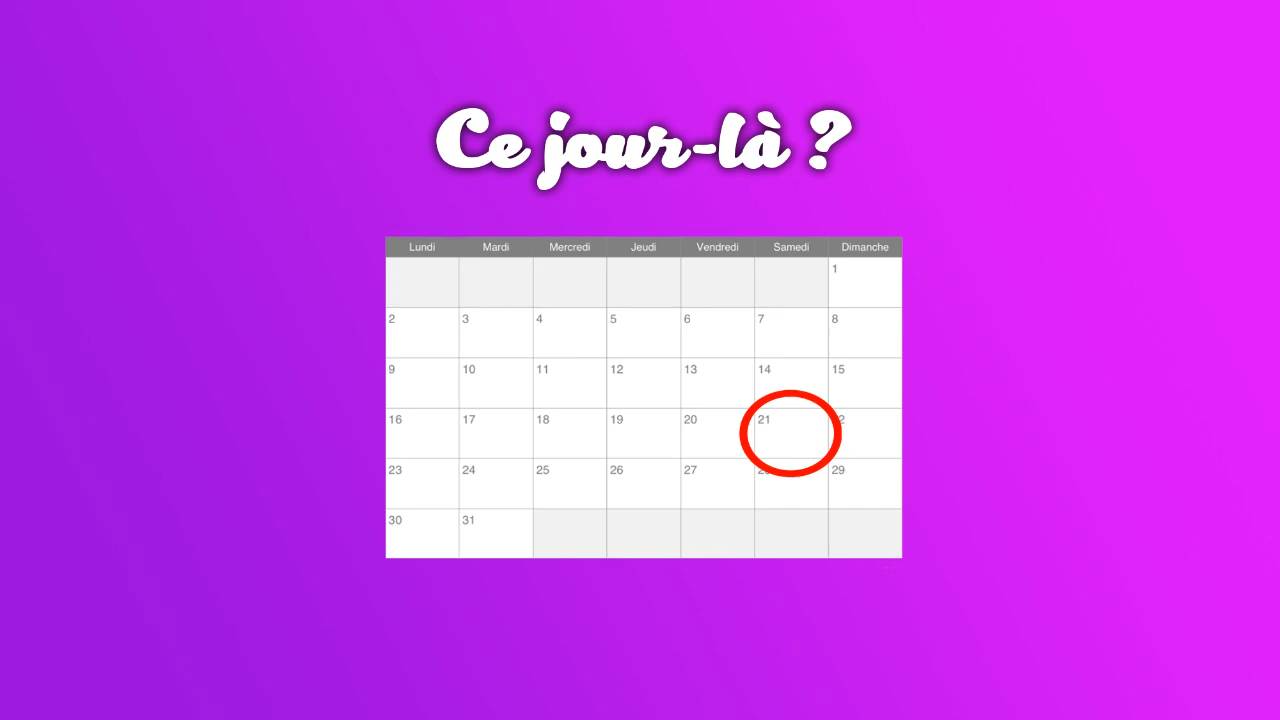 Ce jour-là ?
Lundi Mardi Mercredi Jeudi Vendredi Samedi Dimanche
1
2 3 4 5 6 7 8
9 10 11 12 13 14 15
16 17 18 19 20 21
23 24 25 26 27 29
30 31